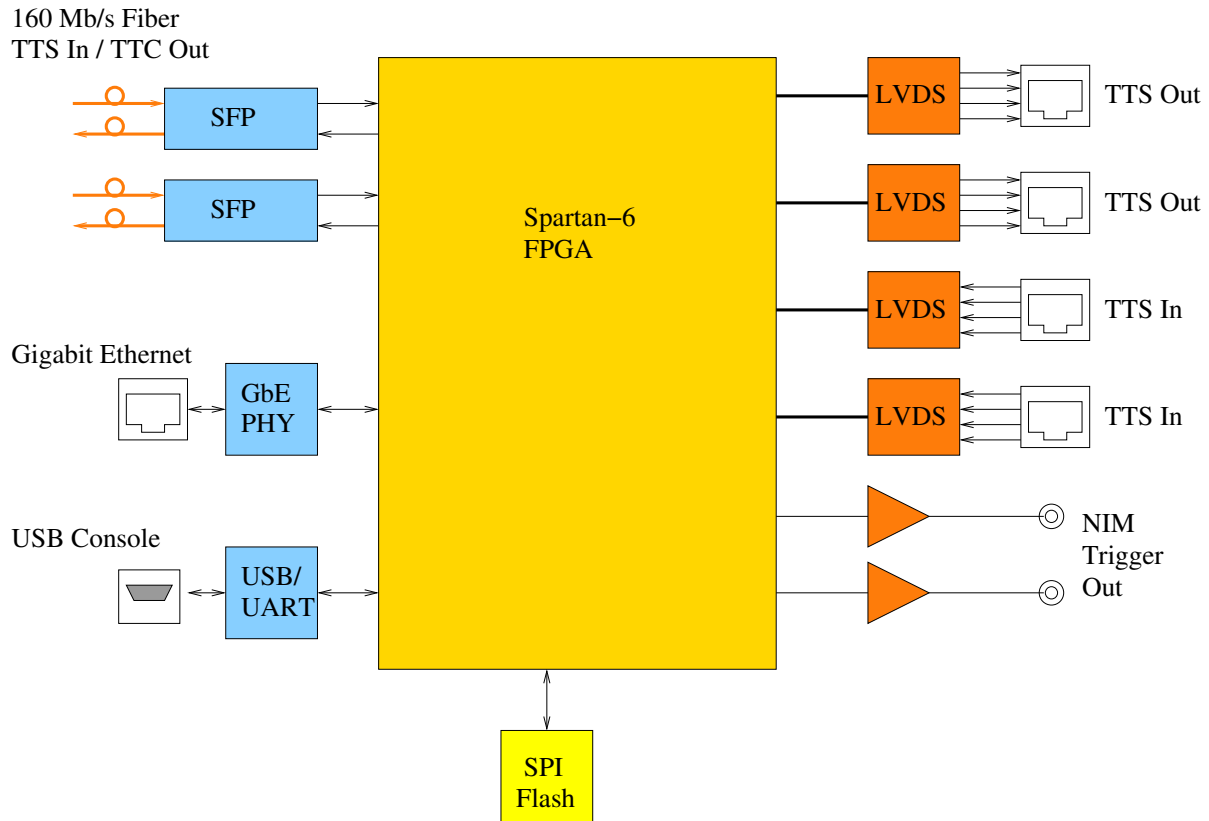 160 Mb/s Fiber
TTS In / TTC Out
SFP
SFP
Gigabit Ethernet
GbE
PHY
USB Console
USB/
UART
Spartan−6
FPGA
SPI
Flash
LVDS
TTS Out
LVDS
TTS Out
LVDS
TTS In
LVDS
TTS In
NIM
Trigger
Out